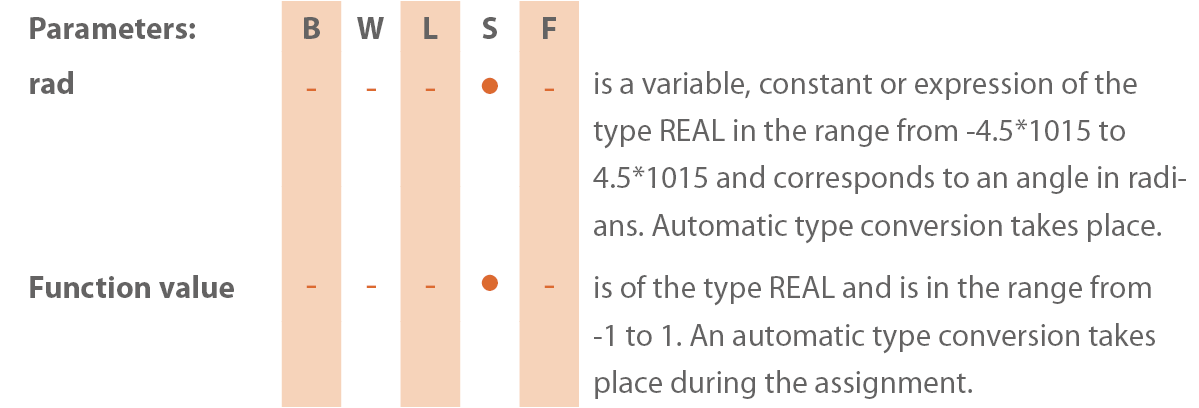 Parameters: B W L S F
rad - - - • - is a variable, constant or expression of the
type REAL in the range from -4.5*1015 to
4.5*1015 and corresponds to an angle in radi-
ans. Automatic type conversion takes place.
Function value - - - • - is of the type REAL and is in the range from
-1 to 1. An automatic type conversion takes
place during the assignment.